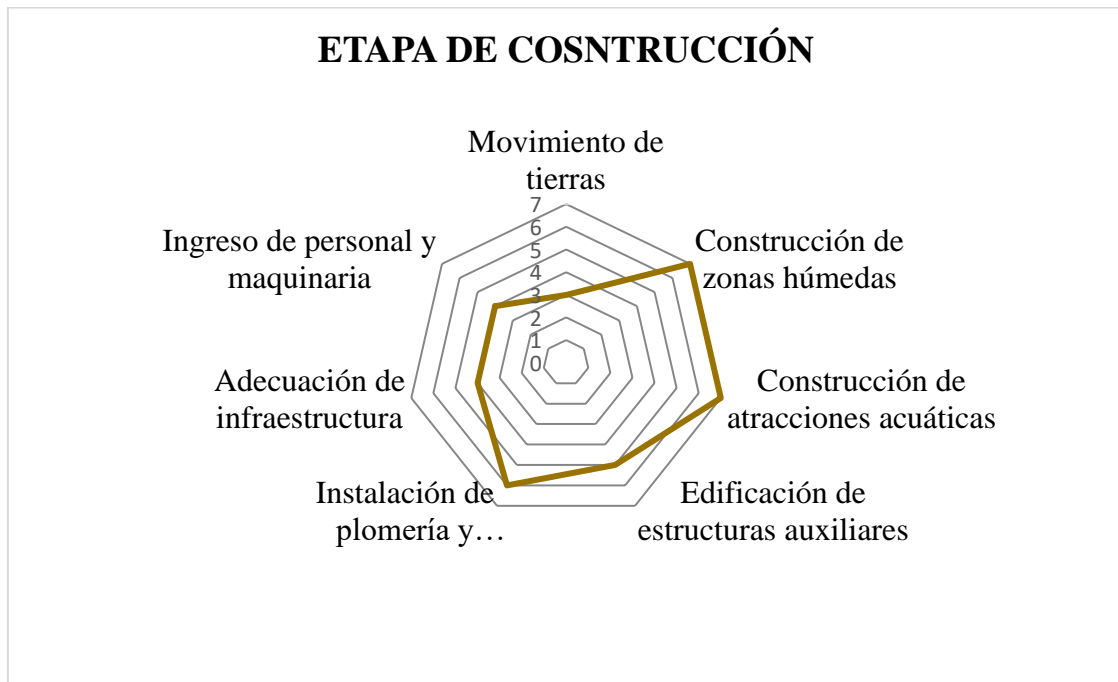 ETAPA DE COSNTRUCCIÓN
Movimiento de
tierras
Construcción de
zonas húmedas
Construcción de
atracciones acuáticas
Edificación de
estructuras auxiliares
Instalación de
plomería y…
Adecuación de
infraestructura
Ingreso de personal y
maquinaria
7
6
5
4
3
2
1
0